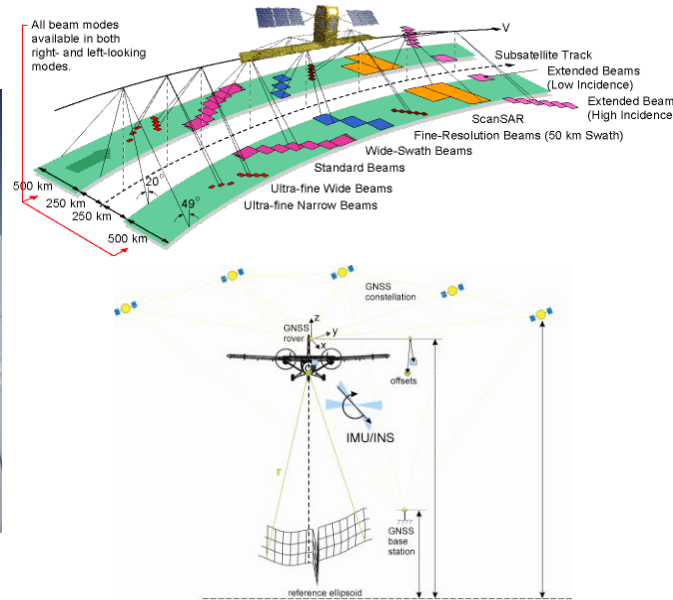 All beam modes
available in both
right- and left-looking
modes.
V
Subsatellite Track
Extended Beams
(Low Incidence)
Extended Beam
(High Incidence
ScanSAR
Fine-Resolution Beams (50 km Swath)
Wide-Swath Beams
Standard Beams
Ultra-fine Wide Beams
Ultra-fine Narrow Beams
500 km
250 km
250 km
500 km
20°
49°
GNSS
constellation
GNSS
rover
z
y
x
offsets
IMU/INS
r
GNSS
base
station
reference ellipsoid